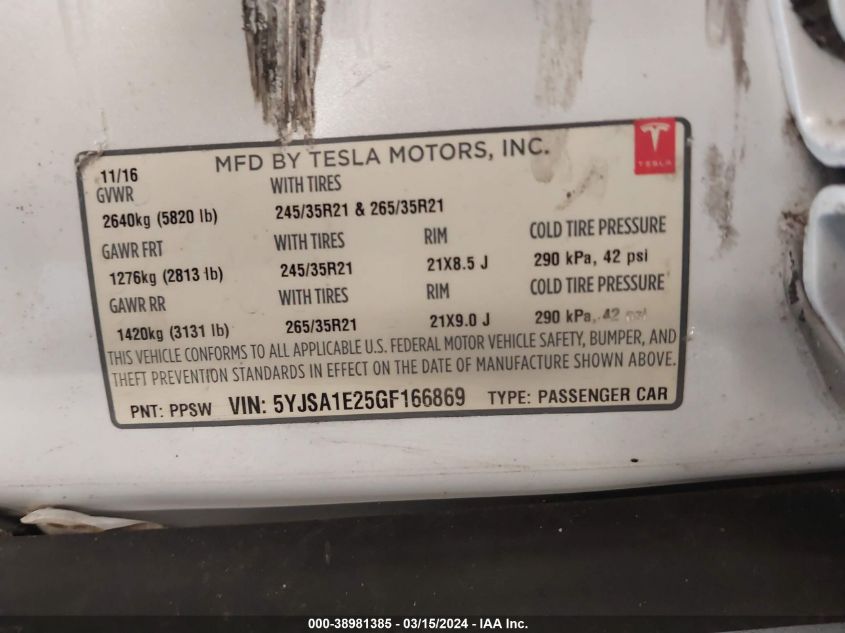 MFD BY TESLA MOTORS, INC.
TESLA
11/16
GVWR WITH TIRES
2640kg (5820 lb) 245/35R21 & 265/35R21
GAWR FRT WITH TIRES RIM COLD TIRE PRESSURE
1276kg (2813 lb) 245/35R21 21X8.5 J 290 kPa, 42 psi
GAWR RR WITH TIRES RIM COLD TIRE PRESSURE
1420kg (3131 lb) 265/35R21 21X9.0 J 290 kPa, 42 psi
THIS VEHICLE CONFORMS TO ALL APPLICABLE U.S. FEDERAL MOTOR VEHICLE SAFETY, BUMPER, AND
THEFT PREVENTION STANDARDS IN EFFECT ON THE DATE OF MANUFACTURE SHOWN ABOVE.
PNT: PPSW VIN: 5YJSA1E25GF166869 TYPE: PASSENGER CAR
000-38981385 - 03/15/2024 - IAA Inc.